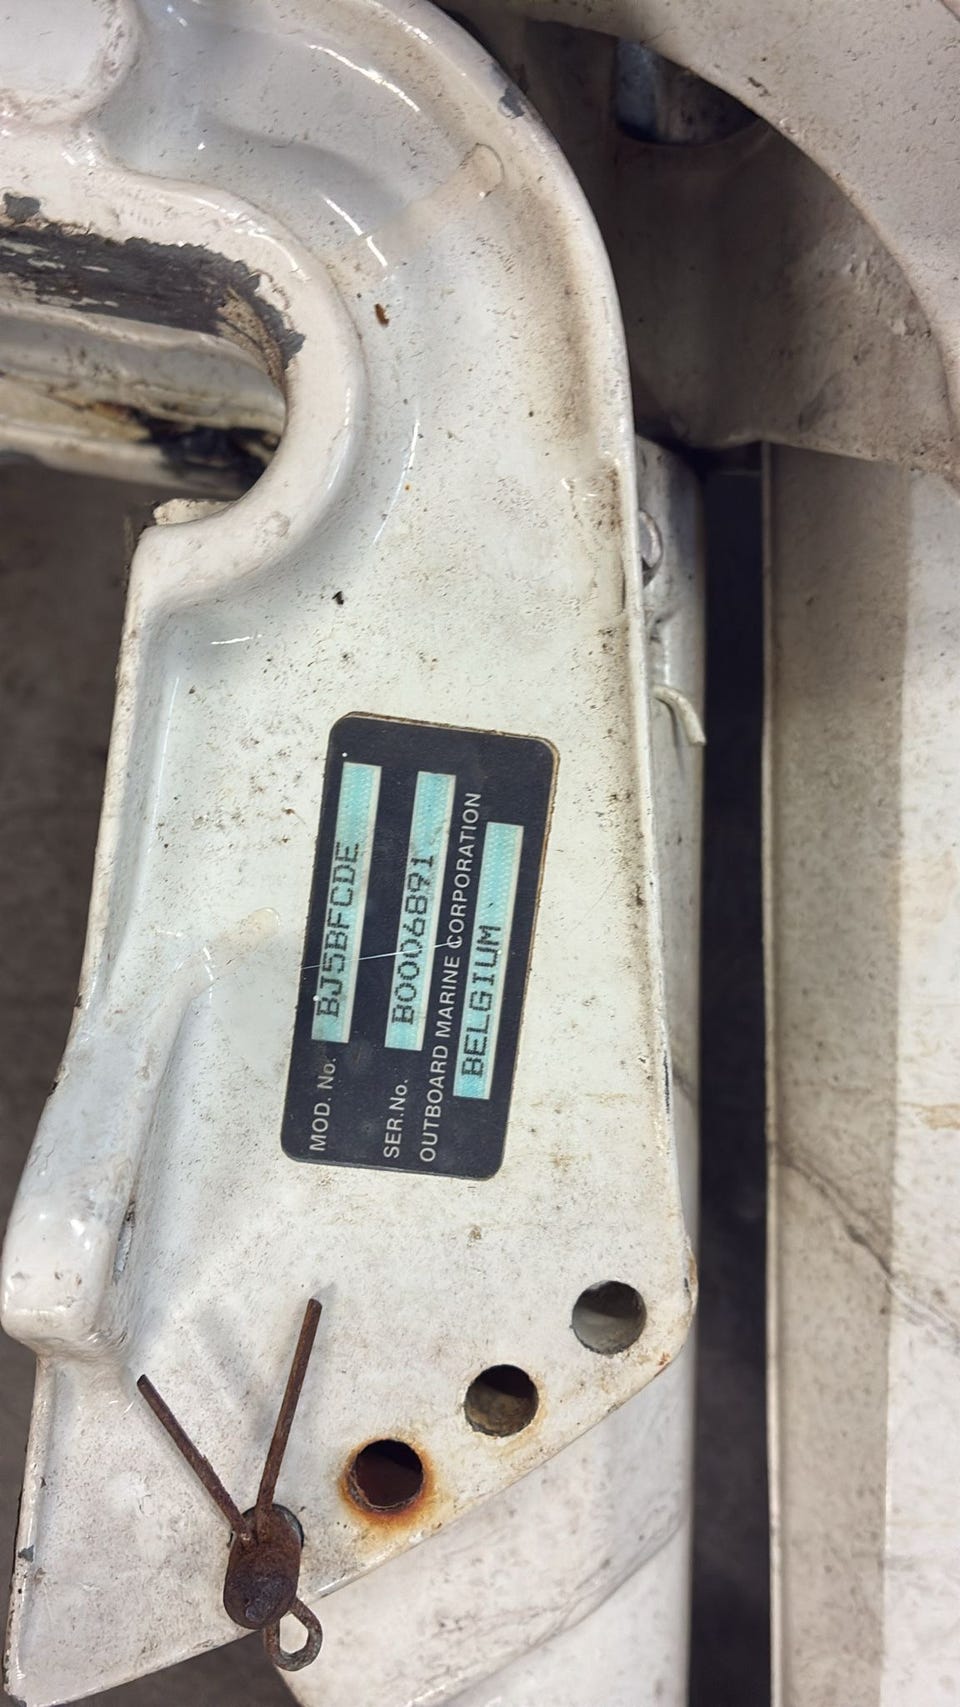 MOD. No. BJ5BFCDE
SER.No. B0006891
OUTBOARD MARINE CORPORATION
BELGIUM